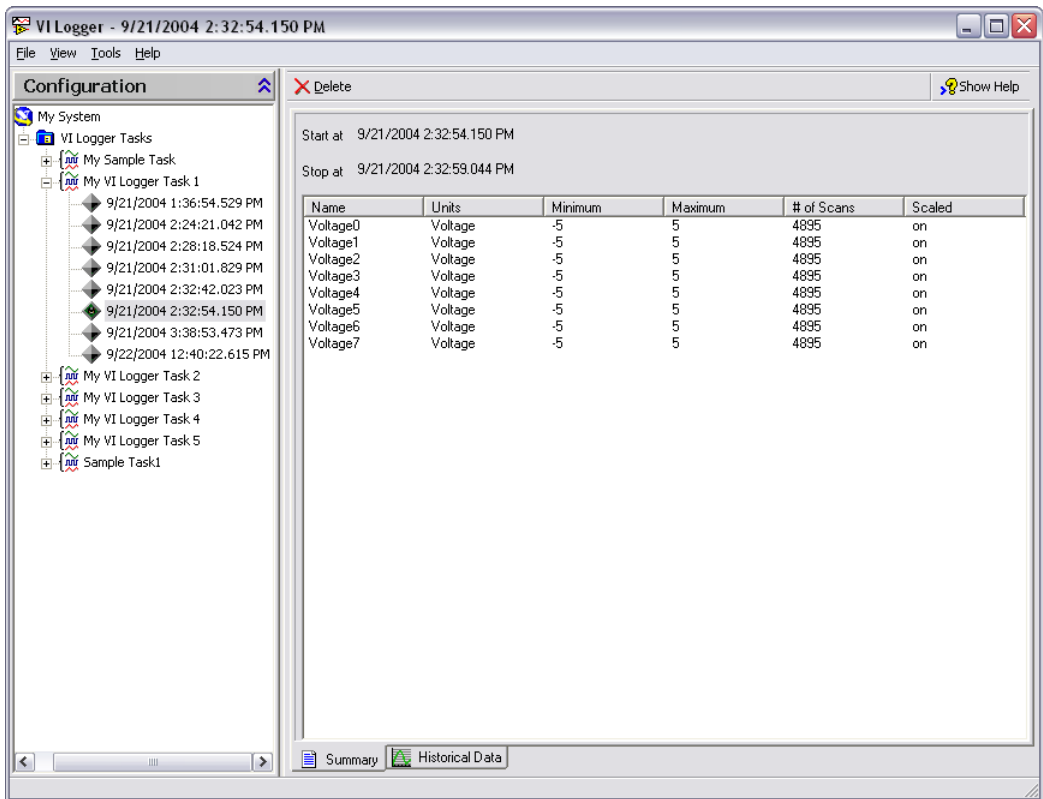 VI Logger - 9/21/2004 2:32:54.150 PM
File View Tools Help
Configuration
Delete
Show Help
My System
VI Logger Tasks
My Sample Task
My VI Logger Task 1
9/21/2004 1:36:54.529 PM
9/21/2004 2:24:21.042 PM
9/21/2004 2:28:18.524 PM
9/21/2004 2:31:01.829 PM
9/21/2004 2:32:42.023 PM
9/21/2004 2:32:54.150 PM
9/21/2004 3:38:53.473 PM
9/22/2004 12:40:22.615 PM
My VI Logger Task 2
My VI Logger Task 3
My VI Logger Task 4
My VI Logger Task 5
Sample Task1
Start at 9/21/2004 2:32:54.150 PM
Stop at 9/21/2004 2:32:59.044 PM
Name Units Minimum Maximum # of Scans Scaled
Voltage0 Voltage -5 5 4895 on
Voltage1 Voltage -5 5 4895 on
Voltage2 Voltage -5 5 4895 on
Voltage3 Voltage -5 5 4895 on
Voltage4 Voltage -5 5 4895 on
Voltage5 Voltage -5 5 4895 on
Voltage6 Voltage -5 5 4895 on
Voltage7 Voltage -5 5 4895 on
Summary Historical Data